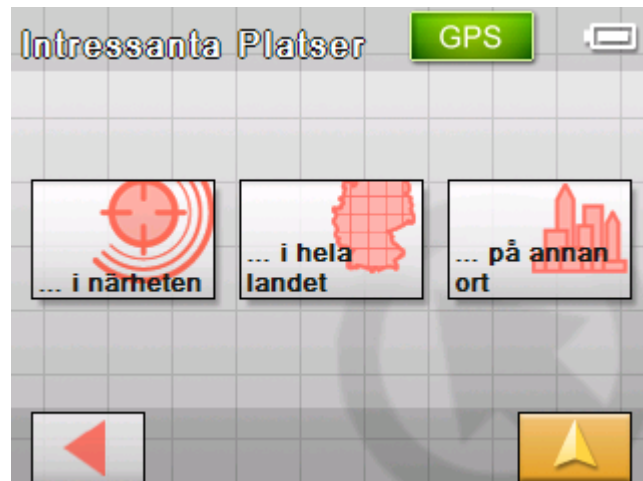 Intressanta Platser
GPS
... i närheten
... i hela
landet
... på annan
ort